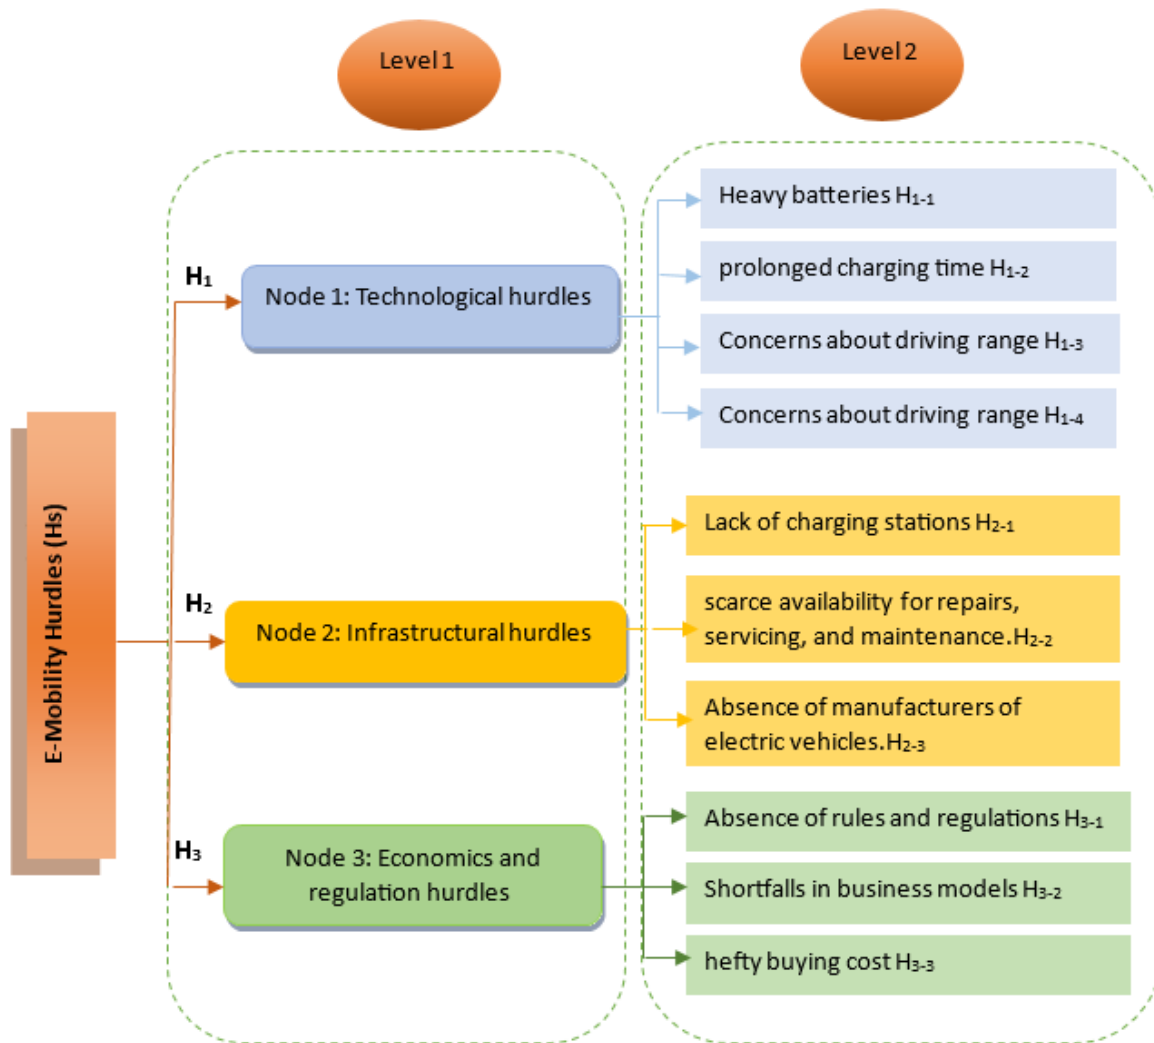 Level 1
Level 2
H₁
Node 1: Technological hurdles
Heavy batteries H₁₋₁
prolonged charging time H₁₋₂
Concerns about driving range H₁₋₃
Concerns about driving range H₁₋₄
E-Mobility Hurdles (Hs)
H₂
Node 2: Infrastructural hurdles
Lack of charging stations H₂₋₁
scarce availability for repairs,
servicing, and maintenance.H₂₋₂
Absence of manufacturers of
electric vehicles.H₂₋₃
H₃
Node 3: Economics and
regulation hurdles
Absence of rules and regulations H₃₋₁
Shortfalls in business models H₃₋₂
hefty buying cost H₃₋₃